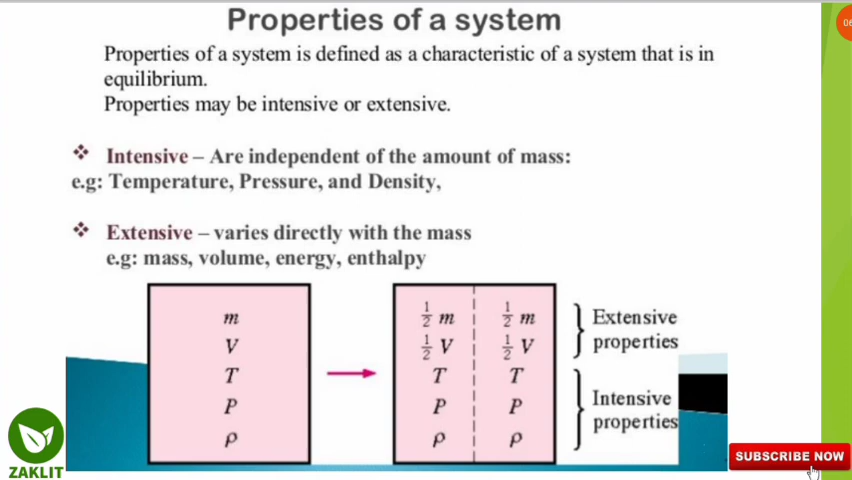 Properties of a system
06
Properties of a system is defined as a characteristic of a system that is in
equilibrium.
Properties may be intensive or extensive.
❖ Intensive – Are independent of the amount of mass:
e.g: Temperature, Pressure, and Density,
❖ Extensive – varies directly with the mass
e.g: mass, volume, energy, enthalpy
m
V
T
P
ρ
½ m ½ m
½ V ½ V
T T
P P
ρ ρ
Extensive
properties
Intensive
properties
ZAKLIT
SUBSCRIBE NOW